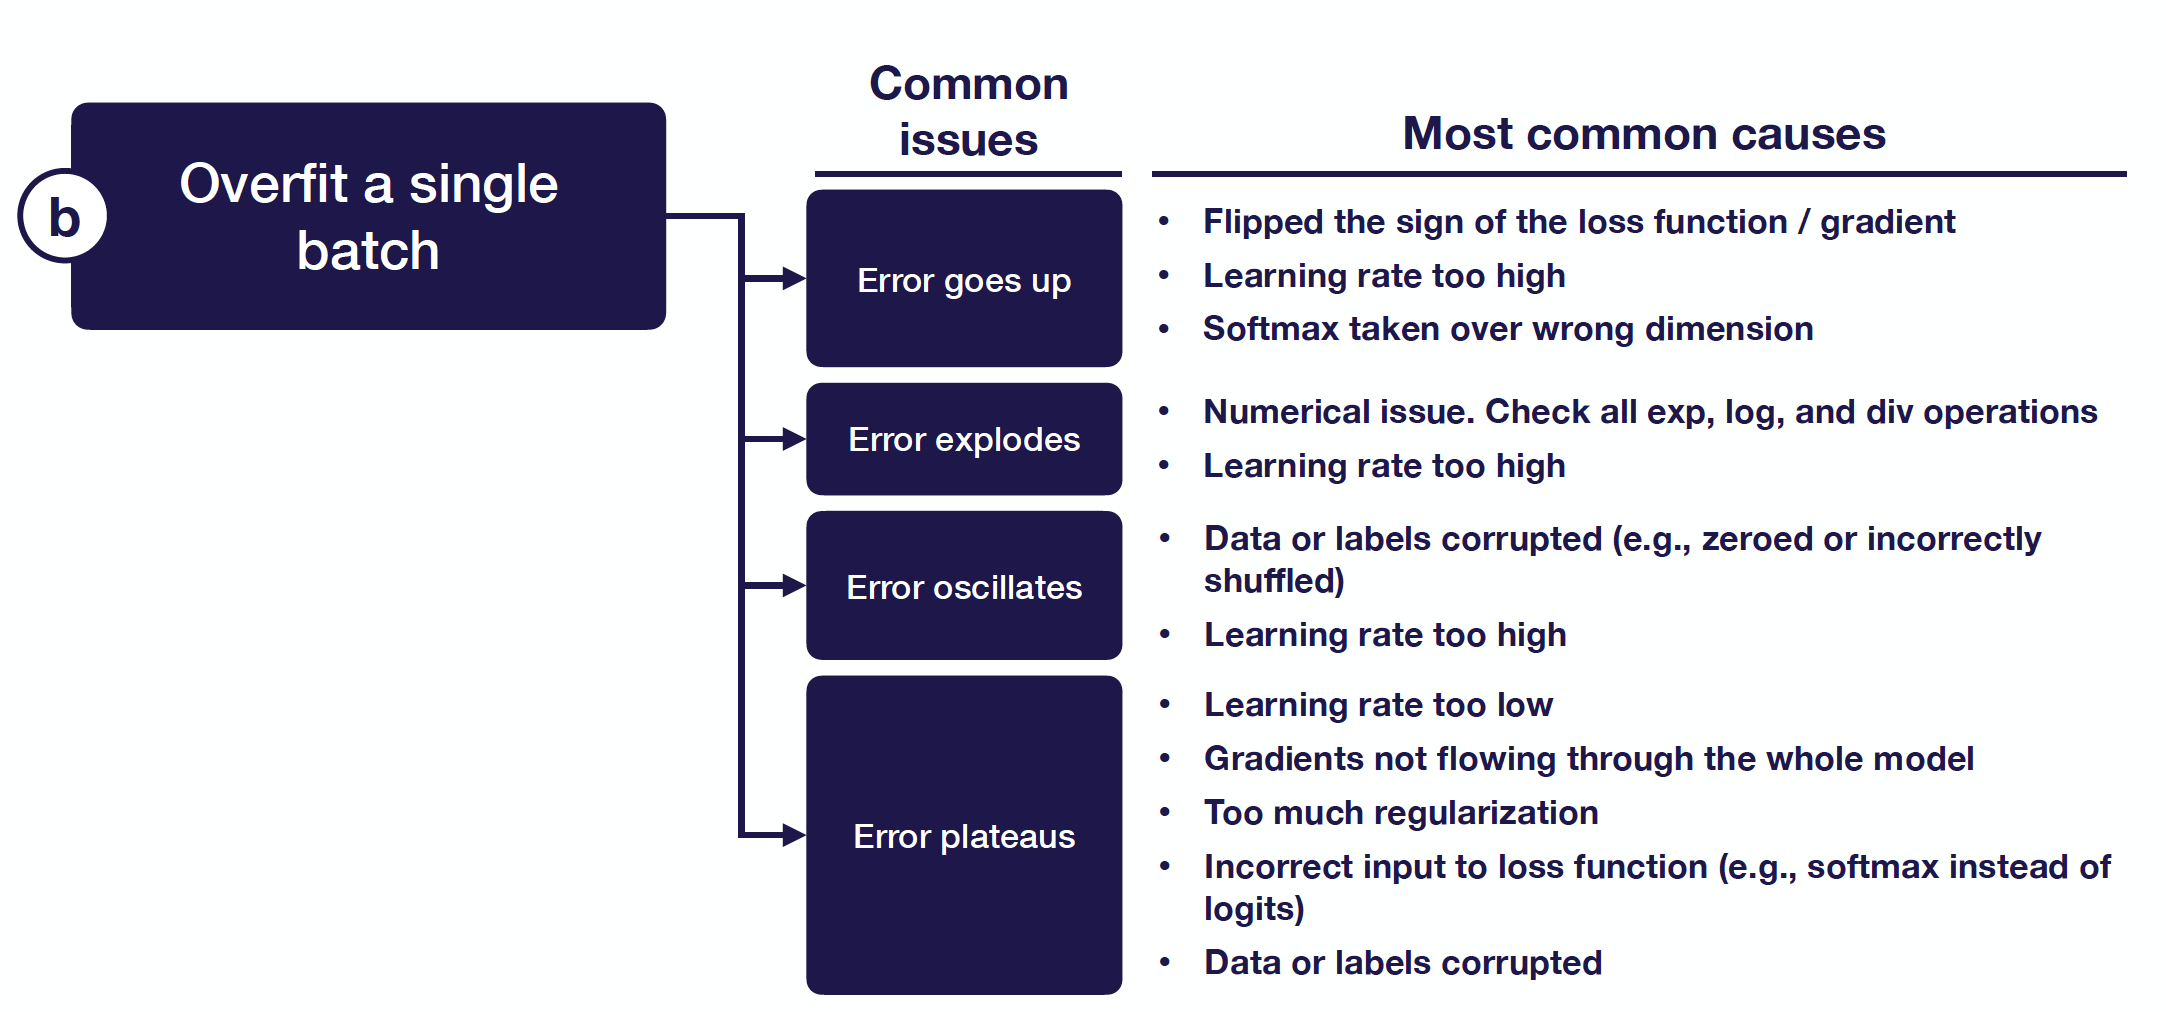 b
Overfit a single
batch
Common
issues
Most common causes
Error goes up
• Flipped the sign of the loss function / gradient
• Learning rate too high
• Softmax taken over wrong dimension
Error explodes
• Numerical issue. Check all exp, log, and div operations
• Learning rate too high
Error oscillates
• Data or labels corrupted (e.g., zeroed or incorrectly
shuffled)
• Learning rate too high
Error plateaus
• Learning rate too low
• Gradients not flowing through the whole model
• Too much regularization
• Incorrect input to loss function (e.g., softmax instead of
logits)
• Data or labels corrupted